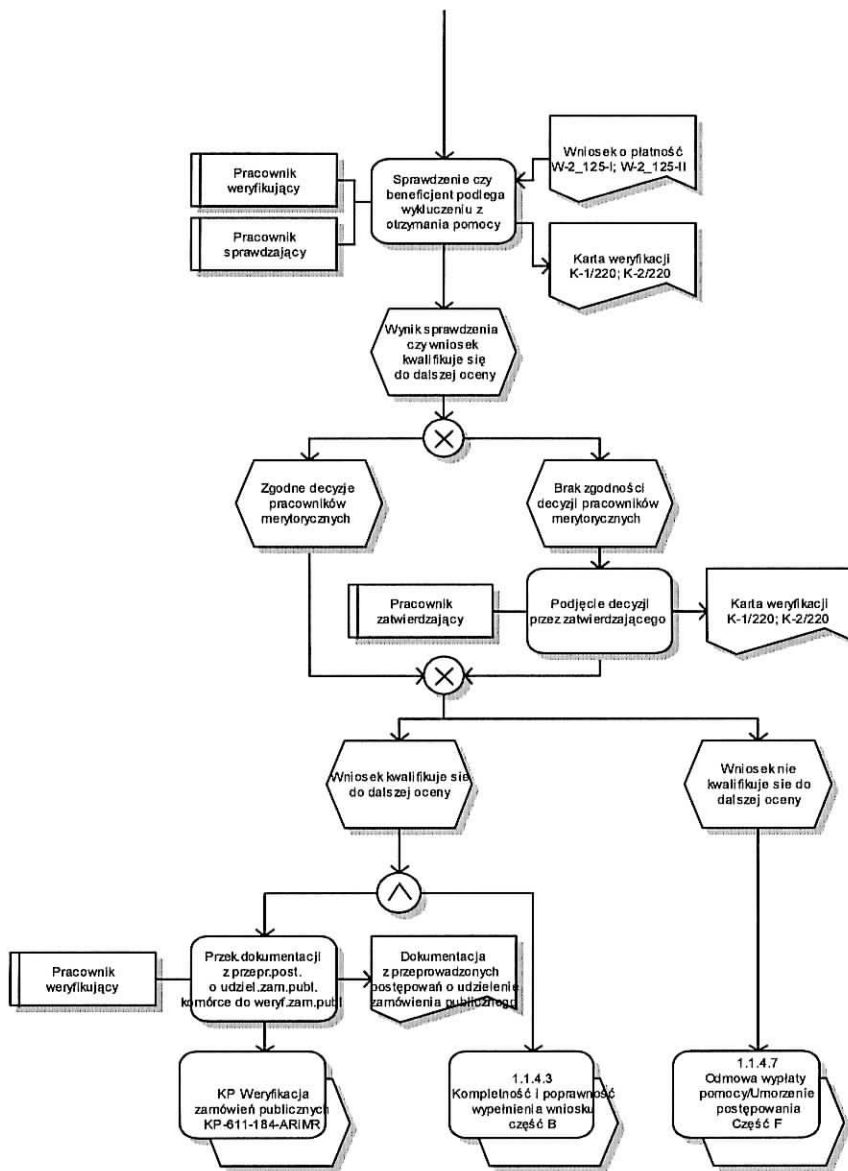 Pracownik
weryfikujący
Pracownik
sprawdzający
Sprawdzenie czy
beneficjent podlega
wykluczeniu z
otrzymania pomocy
Wniosek o płatność
W-2_125-I; W-2_125-II
Karta weryfikacji
K-1/220; K-2/220
Wynik sprawdzenia
czy wniosek
kwalifikuje się
do dalszej oceny
Zgodne decyzje
pracowników
merytorycznych
Brak zgodności
decyzji pracowników
merytorycznych
Pracownik
zatwierdzający
Podjęcie decyzji
przez zatwierdzającego
Karta weryfikacji
K-1/220; K-2/220
Wniosek kwalifikuje sie
do dalszej oceny
Wniosek nie
kwalifikuje sie do
dalszej oceny
Pracownik
weryfikujący
Przek.dokumentacji
z przepr.post.
o udziel.zam.publ.
komórce do weryf.zam.publ
Dokumentacja
z przeprowadzonych
postępowań o udzielenie
zamówienia publicznego
KP Weryfikacja
zamówień publicznych
KP-611-184-ARiMR
1.1.4.3
Kompletność i poprawność
wypełnienia wniosku
część B
1.1.4.7
Odmowa wypłaty
pomocy/Umorzenie
postępowania
Część F